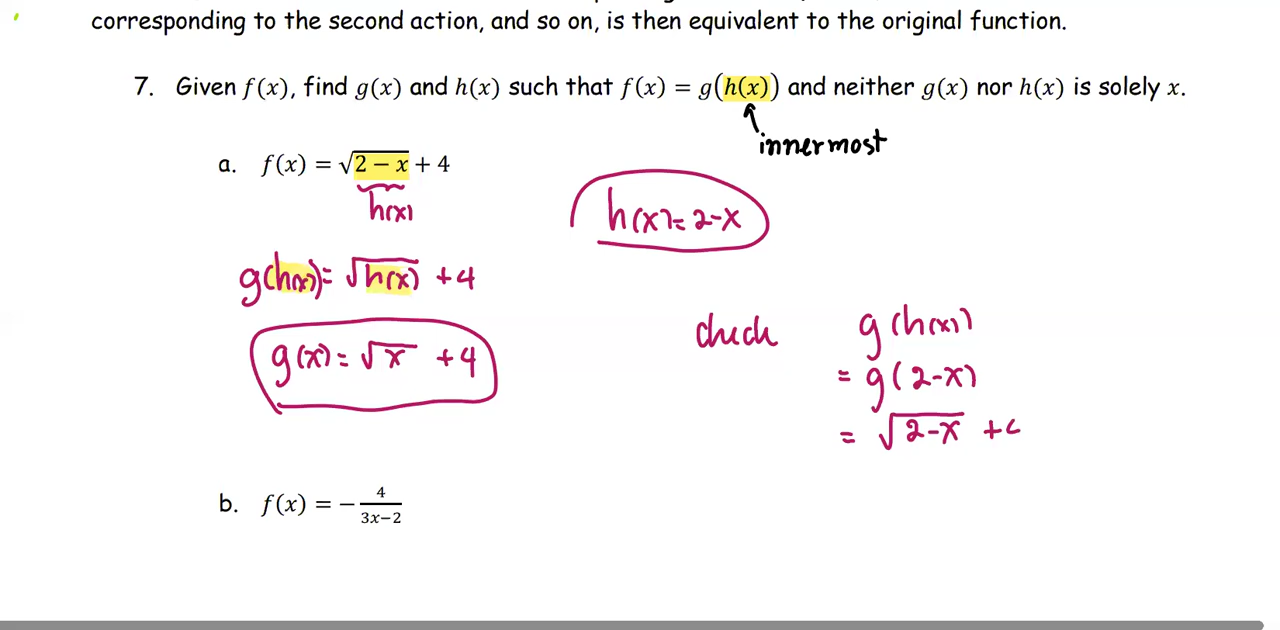 corresponding to the second action, and so on, is then equivalent to the original function.
7. Given f(x), find g(x) and h(x) such that f(x) = g(h(x)) and neither g(x) nor h(x) is solely x.
innermost
a. f(x) = √(2 − x) + 4
h(x)
h(x) = 2-x
g(h(x)) = √h(x) +4
g(x) = √x +4
check
g(h(x))
= g(2-x)
= √(2-x) +4
b. f(x) = − 4/(3x−2)